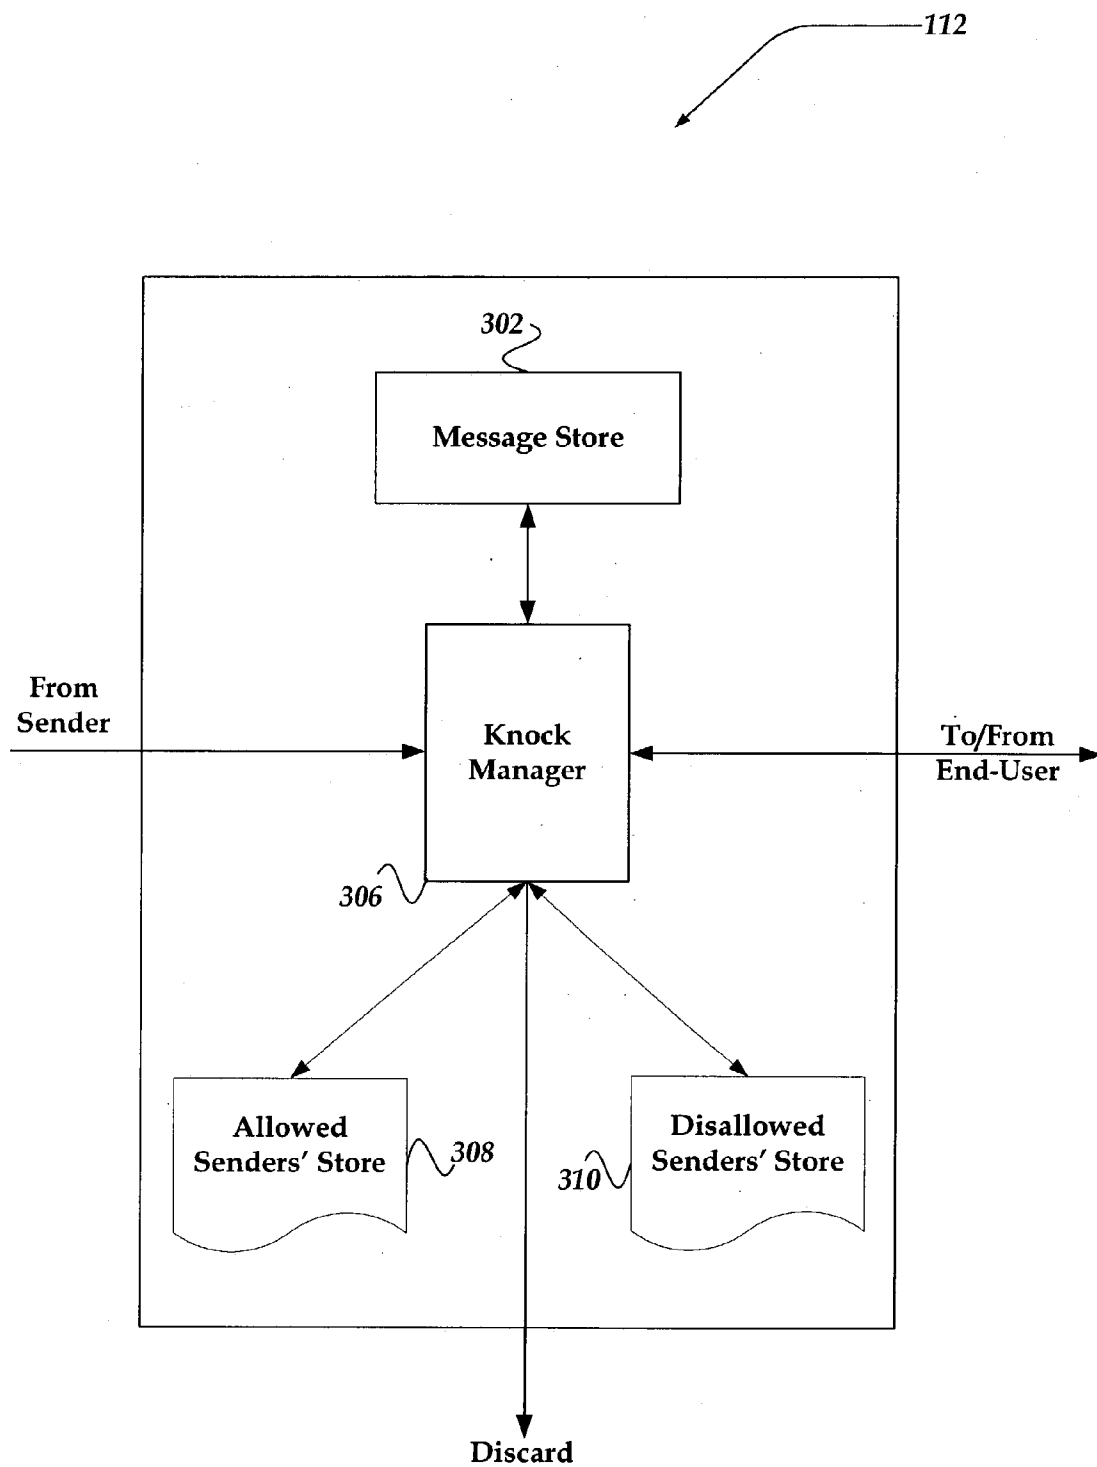 112
302
Message Store
From
Sender
Knock
Manager
To/From
End-User
306
Allowed
Senders' Store
308
310
Disallowed
Senders' Store
Discard